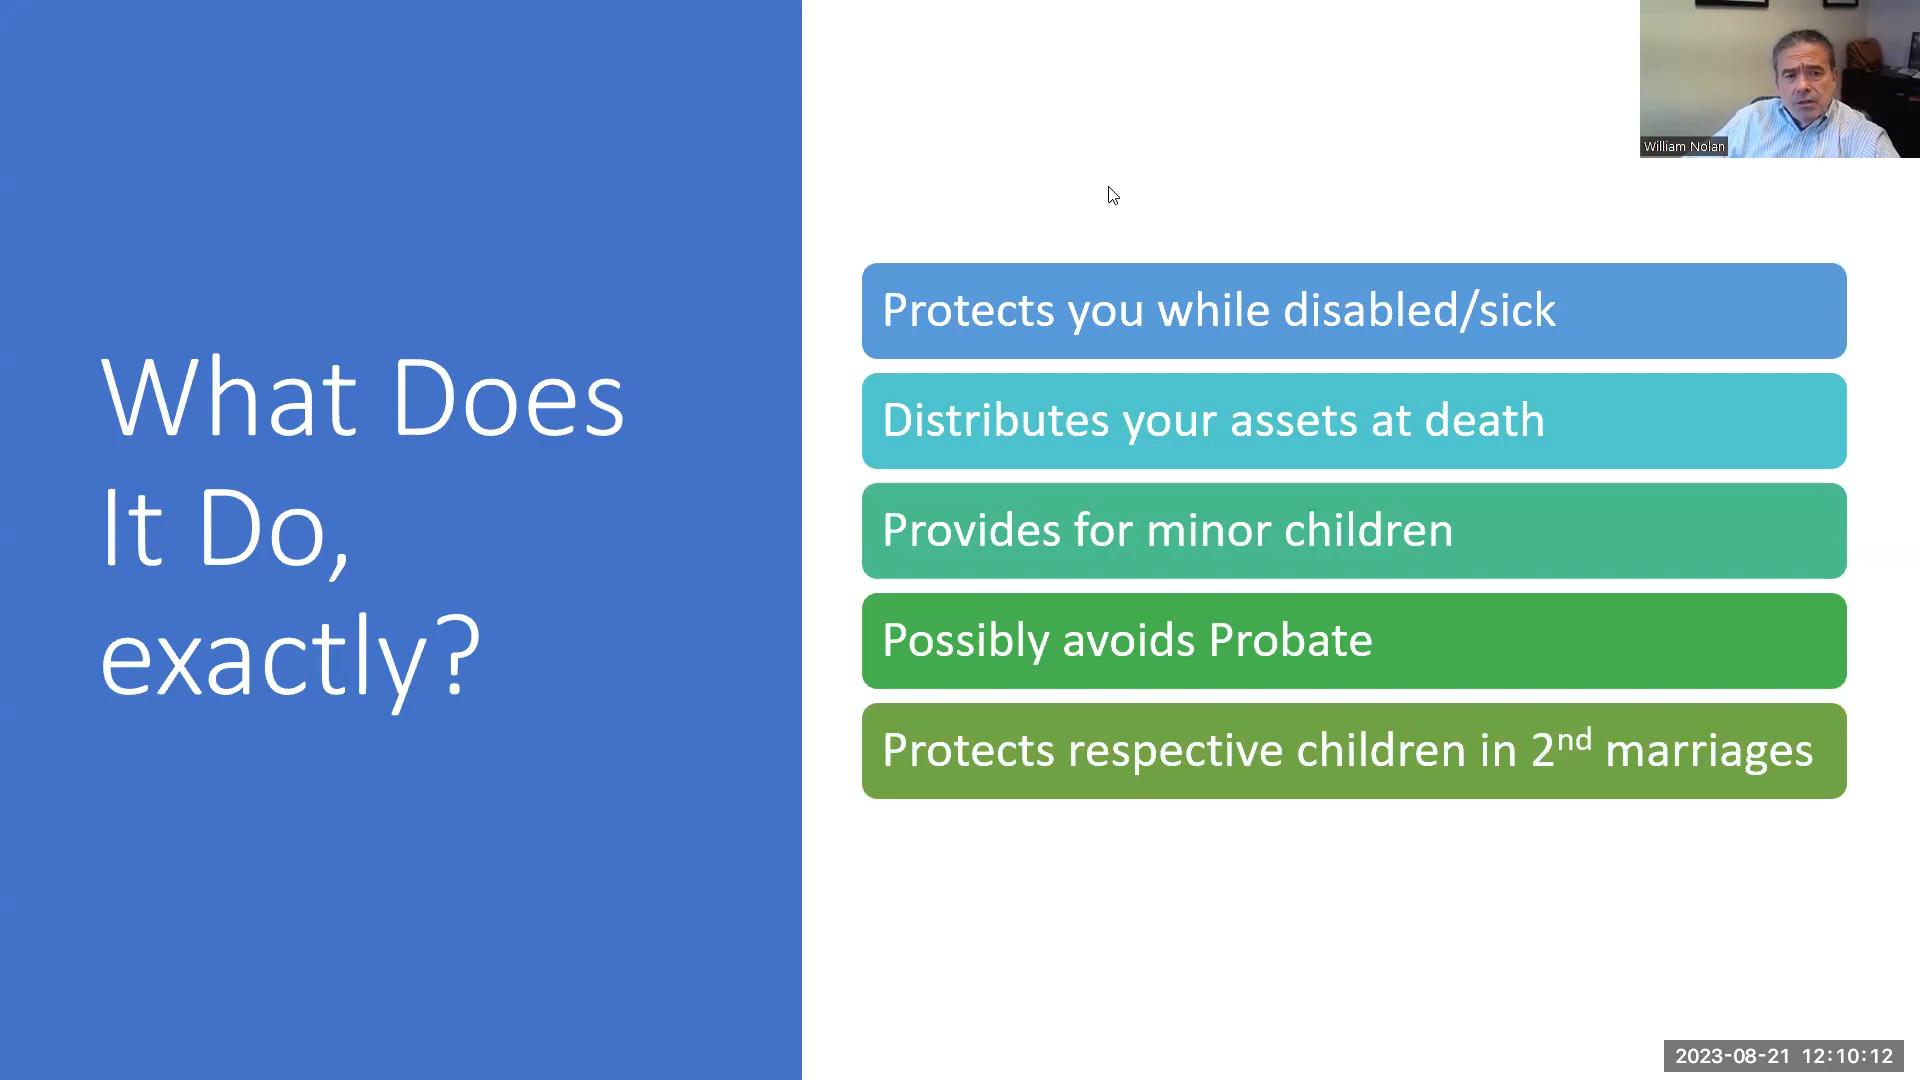 William Nolan
What Does
It Do,
exactly?
Protects you while disabled/sick
Distributes your assets at death
Provides for minor children
Possibly avoids Probate
Protects respective children in 2nd marriages
2023-08-21 12:10:12